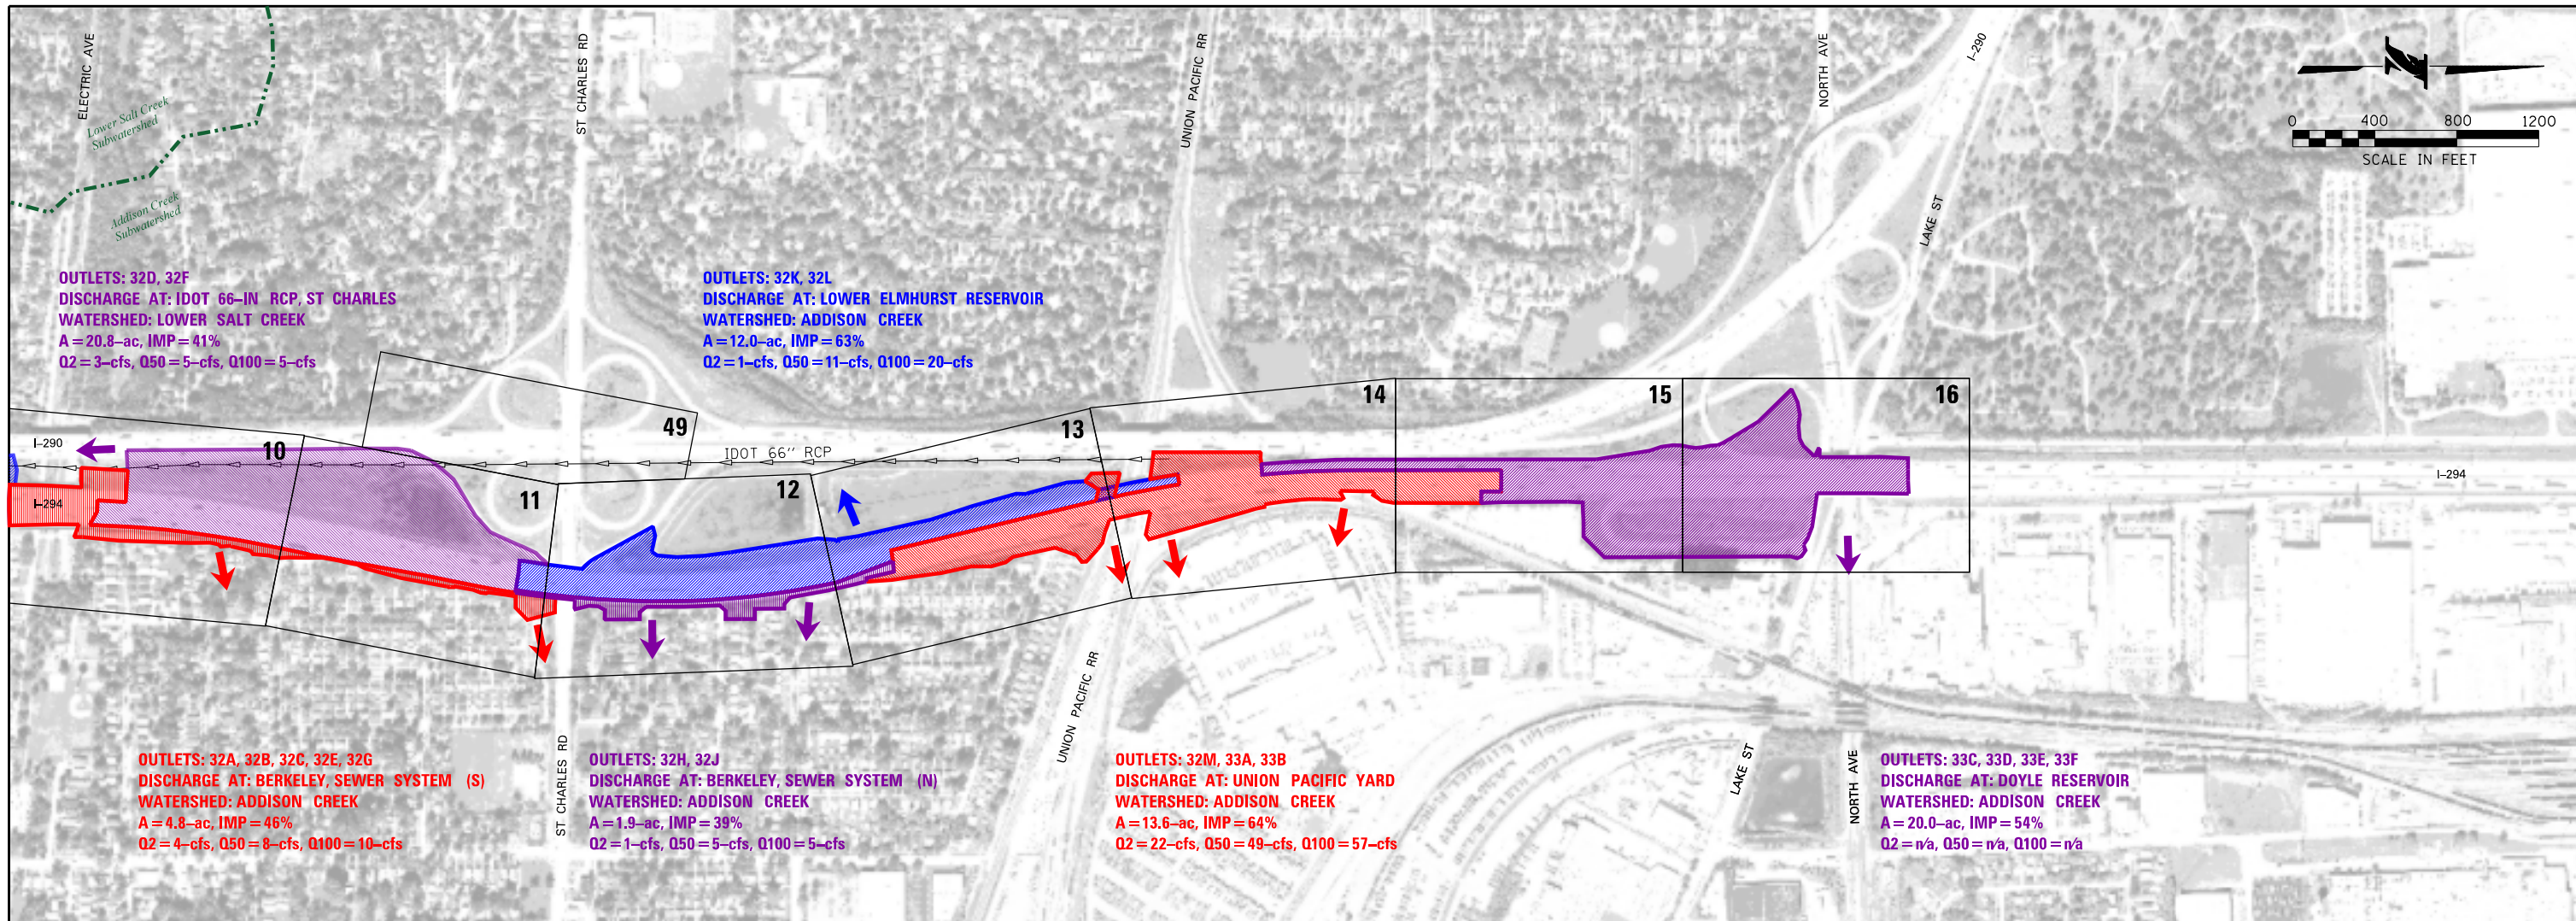 ELECTRIC AVE
ST CHARLES RD
UNION PACIFIC RR
NORTH AVE
I-290
0 400 800 1200
SCALE IN FEET
Lower Salt Creek
Subwatershed
Addison Creek
Subwatershed
LAKE ST
OUTLETS: 32D, 32F
DISCHARGE AT: IDOT 66-IN RCP, ST CHARLES
WATERSHED: LOWER SALT CREEK
A=20.8-ac, IMP=41%
Q2=3-cfs, Q50=5-cfs, Q100=5-cfs
OUTLETS: 32K, 32L
DISCHARGE AT: LOWER ELMHURST RESERVOIR
WATERSHED: ADDISON CREEK
A=12.0-ac, IMP=63%
Q2=1-cfs, Q50=11-cfs, Q100=20-cfs
14
15
16
49
13
I-290
10
IDOT 66" RCP
I-294
12
11
I-294
UNION PACIFIC RR
ST CHARLES RD
LAKE ST
NORTH AVE
OUTLETS: 32A, 32B, 32C, 32E, 32G
DISCHARGE AT: BERKELEY, SEWER SYSTEM (S)
WATERSHED: ADDISON CREEK
A=4.8-ac, IMP=46%
Q2=4-cfs, Q50=8-cfs, Q100=10-cfs
OUTLETS: 32H, 32J
DISCHARGE AT: BERKELEY, SEWER SYSTEM (N)
WATERSHED: ADDISON CREEK
A=1.9-ac, IMP=39%
Q2=1-cfs, Q50=5-cfs, Q100=5-cfs
OUTLETS: 32M, 33A, 33B
DISCHARGE AT: UNION PACIFIC YARD
WATERSHED: ADDISON CREEK
A=13.6-ac, IMP=64%
Q2=22-cfs, Q50=49-cfs, Q100=57-cfs
OUTLETS: 33C, 33D, 33E, 33F
DISCHARGE AT: DOYLE RESERVOIR
WATERSHED: ADDISON CREEK
A=20.0-ac, IMP=54%
Q2=n/a, Q50=n/a, Q100=n/a